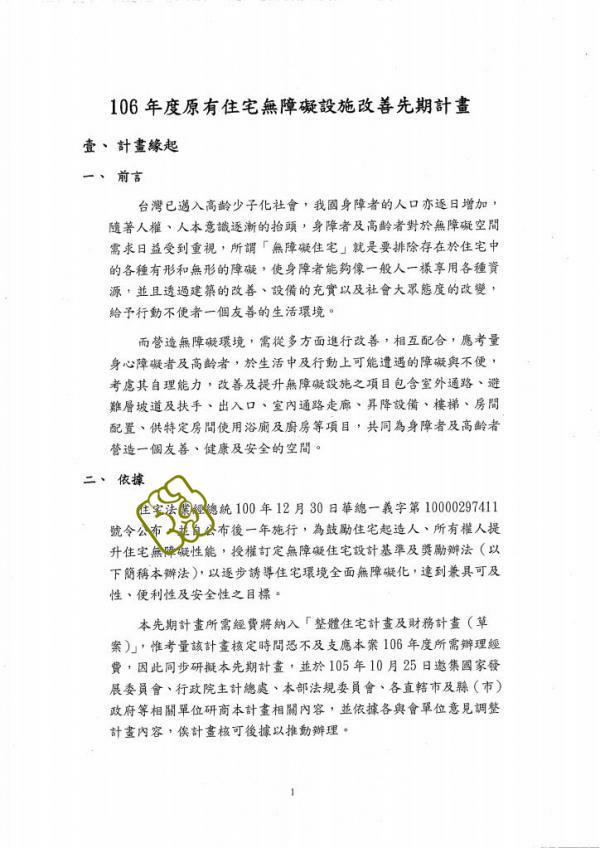 106 年度原有住宅無障礙設施改善先期計畫
壹、計畫緣起
一、 前言
台灣已邁入高齡少子化社會，我國身障者的人口亦逐日增加，
隨著人權、人本意識逐漸的抬頭，身障者及高齡者對於無障礙空間
需求日益受到重視，所謂「無障礙住宅」就是要排除存在於住宅中
的各種有形和無形的障礙，使身障者能夠像一般人一樣享用各種資
源，並且透過建築的改善、設備的充實以及社會大眾態度的改變，
給予行動不便者一個友善的生活環境。
而營造無障礙環境，需從多方面進行改善，相互配合，應考量
身心障礙者及高齡者，於生活中及行動上可能遭遇的障礙與不便，
考慮其自理能力，改善及提升無障礙設施之項目包含室外通路、避
難層坡道及扶手、出入口、室內通路走廊、昇降設備、樓梯、房間
配置、供特定房間使用浴廁及廚房等項目，共同為身障者及高齡者
營造一個友善、健康及安全的空間。
二、 依據
住宅法業經總統 100 年 12 月 30 日華總一義字第 10000297411
號令公布，並自公布後一年施行，為鼓勵住宅起造人、所有權人提
升住宅無障礙性能，授權訂定無障礙住宅設計基準及獎勵辦法（以
下簡稱本辦法），以逐步誘導住宅環境全面無障礙化，達到兼具可及
性、便利性及安全性之目標。
本先期計畫所需經費將納入「整體住宅計畫及財務計畫（草
案）」，惟考量該計畫核定時間恐不及支應本案 106 年度所需辦理經
費，因此同步研擬本先期計畫，並於 105 年 10 月 25 日邀集國家發
展委員會、行政院主計總處、本部法規委員會、各直轄市及縣（市）
政府等相關單位研商本計畫相關內容，並依據各與會單位意見調整
計畫內容，俟計畫核可後據以推動辦理。
1